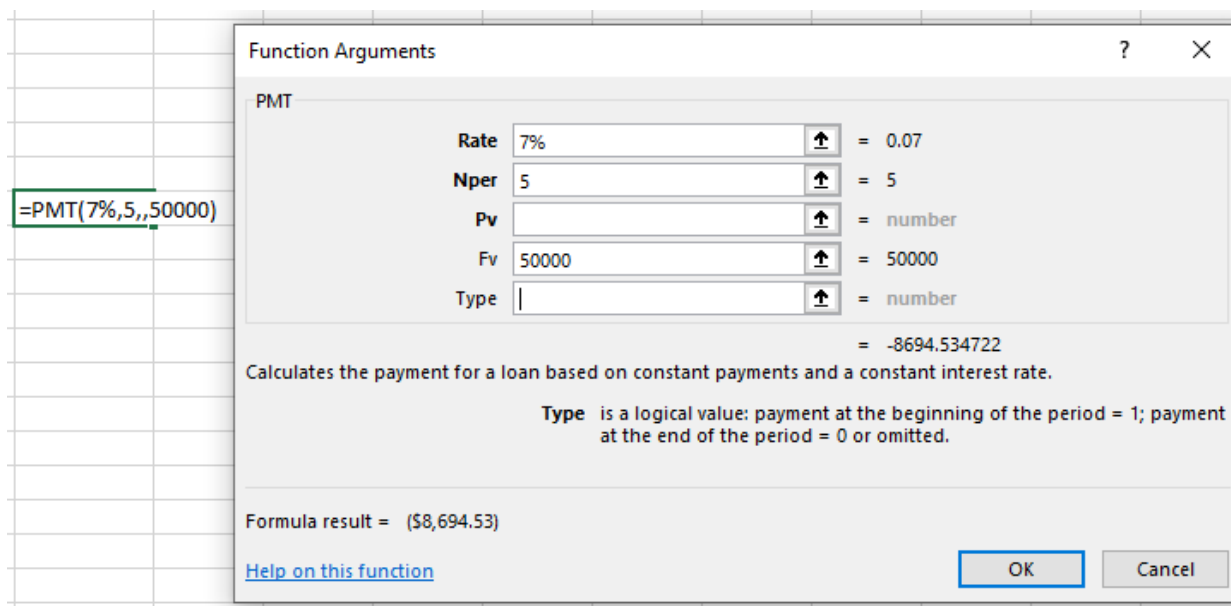 Function Arguments ? ×
PMT
Rate 7% = 0.07
Nper 5 = 5
=PMT(7%,5,,50000)
Pv = number
Fv 50000 = 50000
Type = number
= -8694.534722
Calculates the payment for a loan based on constant payments and a constant interest rate.
Type is a logical value: payment at the beginning of the period = 1; payment
at the end of the period = 0 or omitted.
Formula result = ($8,694.53)
Help on this function OK Cancel